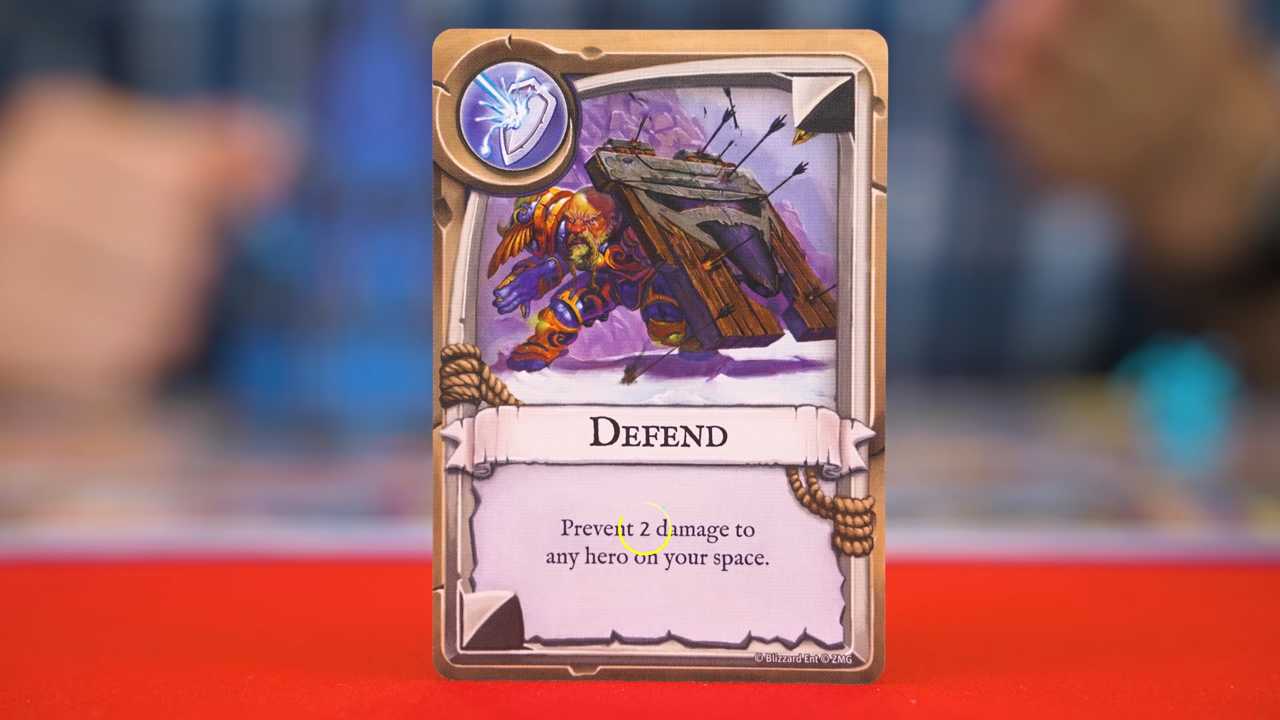 Defend
Prevent 2 damage to
any hero on your space.
© Blizzard Ent © ZMG